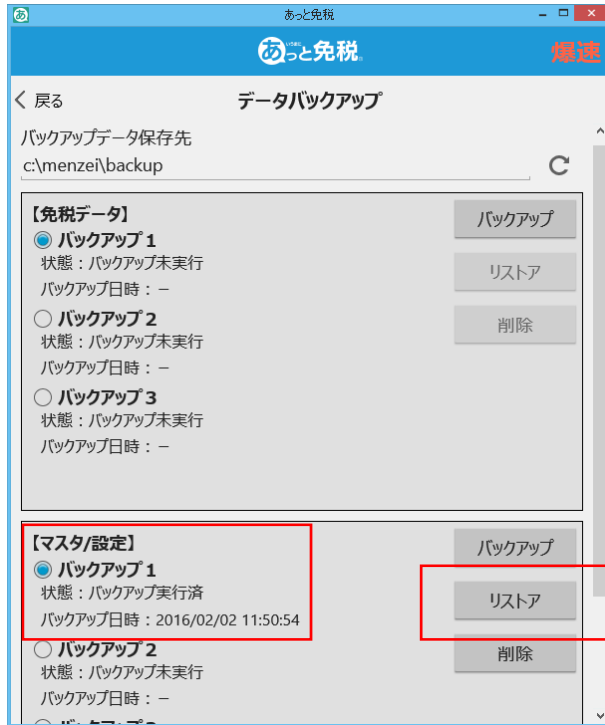 あ
あっと免税
あっと免税
いちまに
爆速
戻る
データバックアップ
バックアップデータ保存先
c:\menzei\backup
【免税データ】
バックアップ
バックアップ1
状態：バックアップ未実行
リストア
バックアップ日時：－
バックアップ2
削除
状態：バックアップ未実行
バックアップ日時：－
バックアップ3
状態：バックアップ未実行
バックアップ日時：－
【マスタ/設定】
バックアップ
バックアップ1
状態：バックアップ実行済
リストア
バックアップ日時：2016/02/02 11:50:54
バックアップ2
削除
状態：バックアップ未実行
バックアップ日時：－